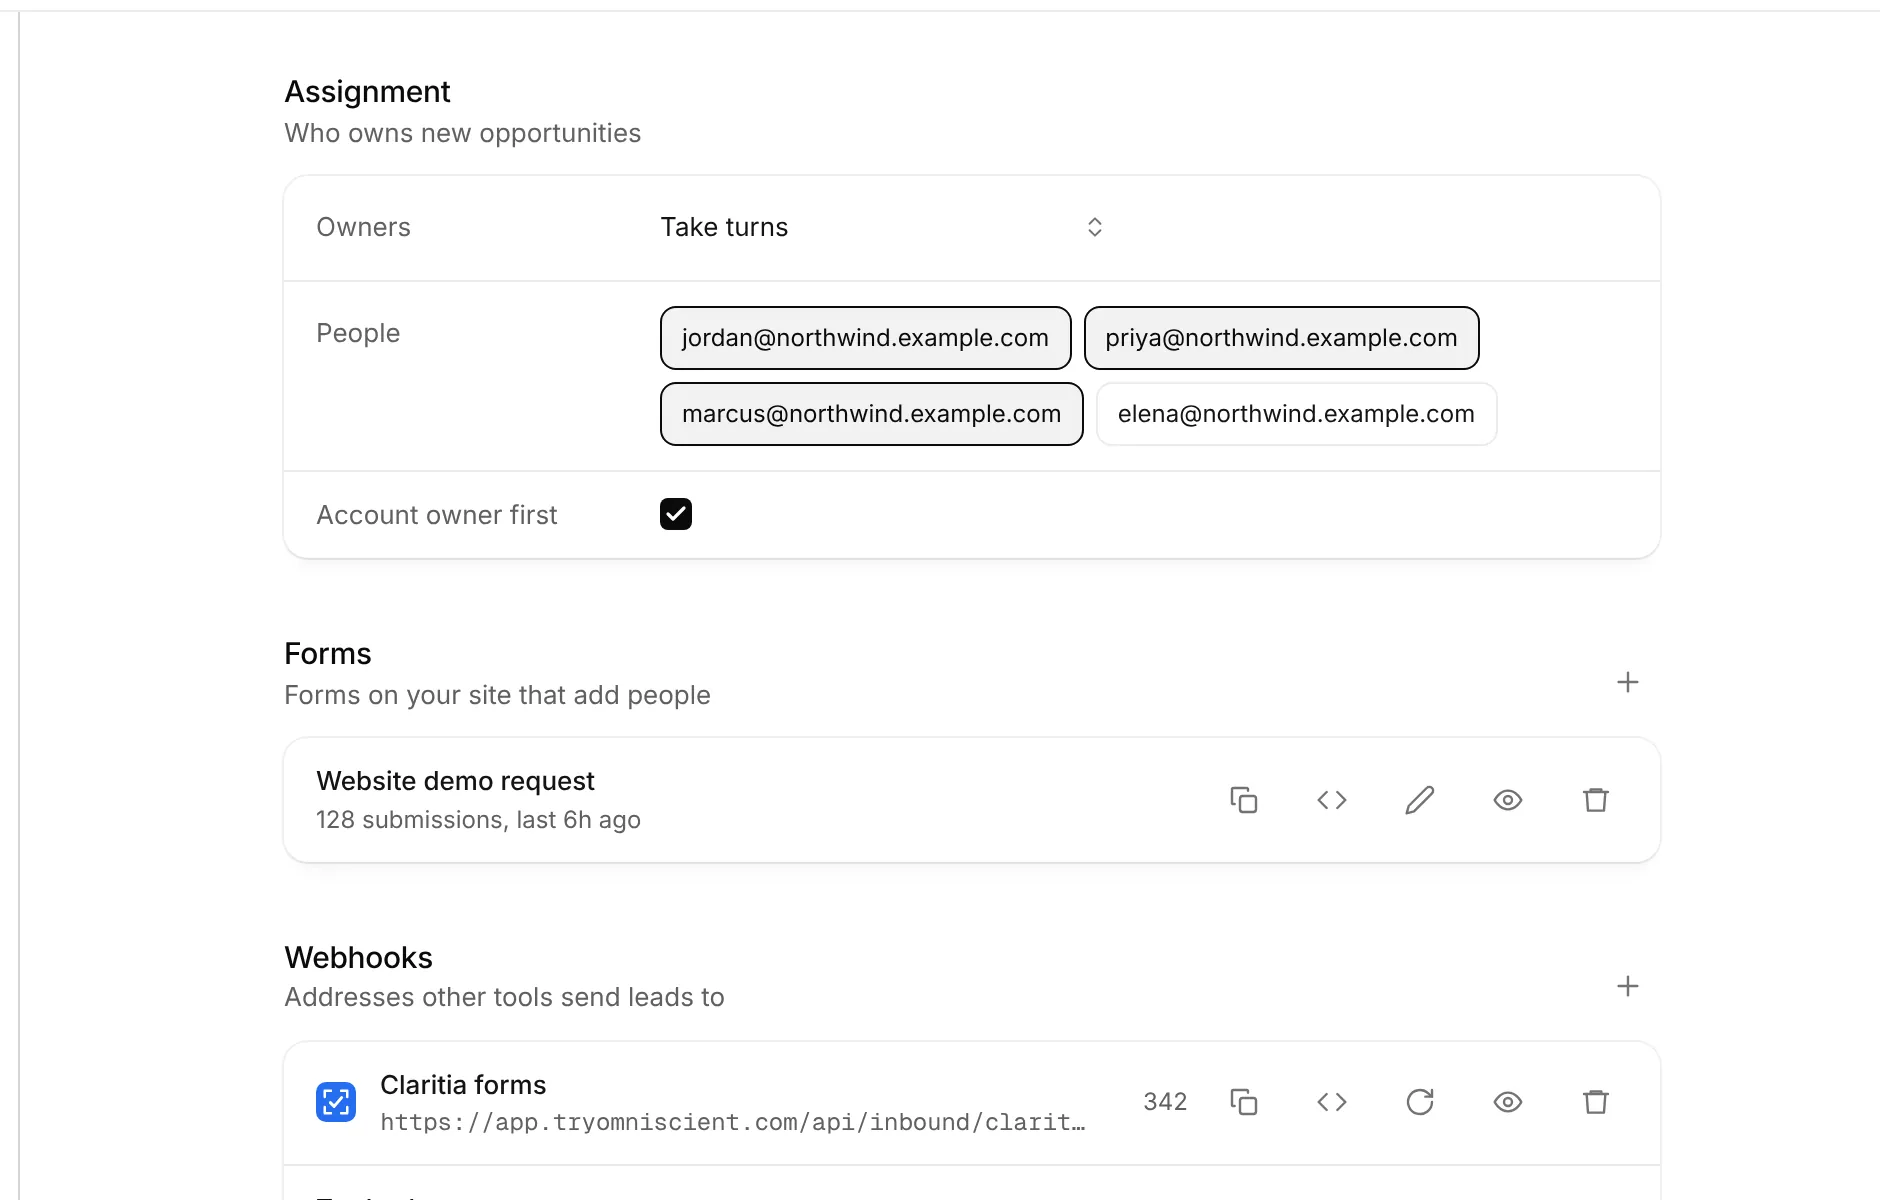 Assignment
Who owns new opportunities
Owners
Take turns
People
jordan@northwind.example.com
priya@northwind.example.com
marcus@northwind.example.com
elena@northwind.example.com
Account owner first
Forms
Forms on your site that add people
Website demo request
128 submissions, last 6h ago
Webhooks
Addresses other tools send leads to
Claritia forms
342
https://app.tryomniscient.com/api/inbound/clarit…